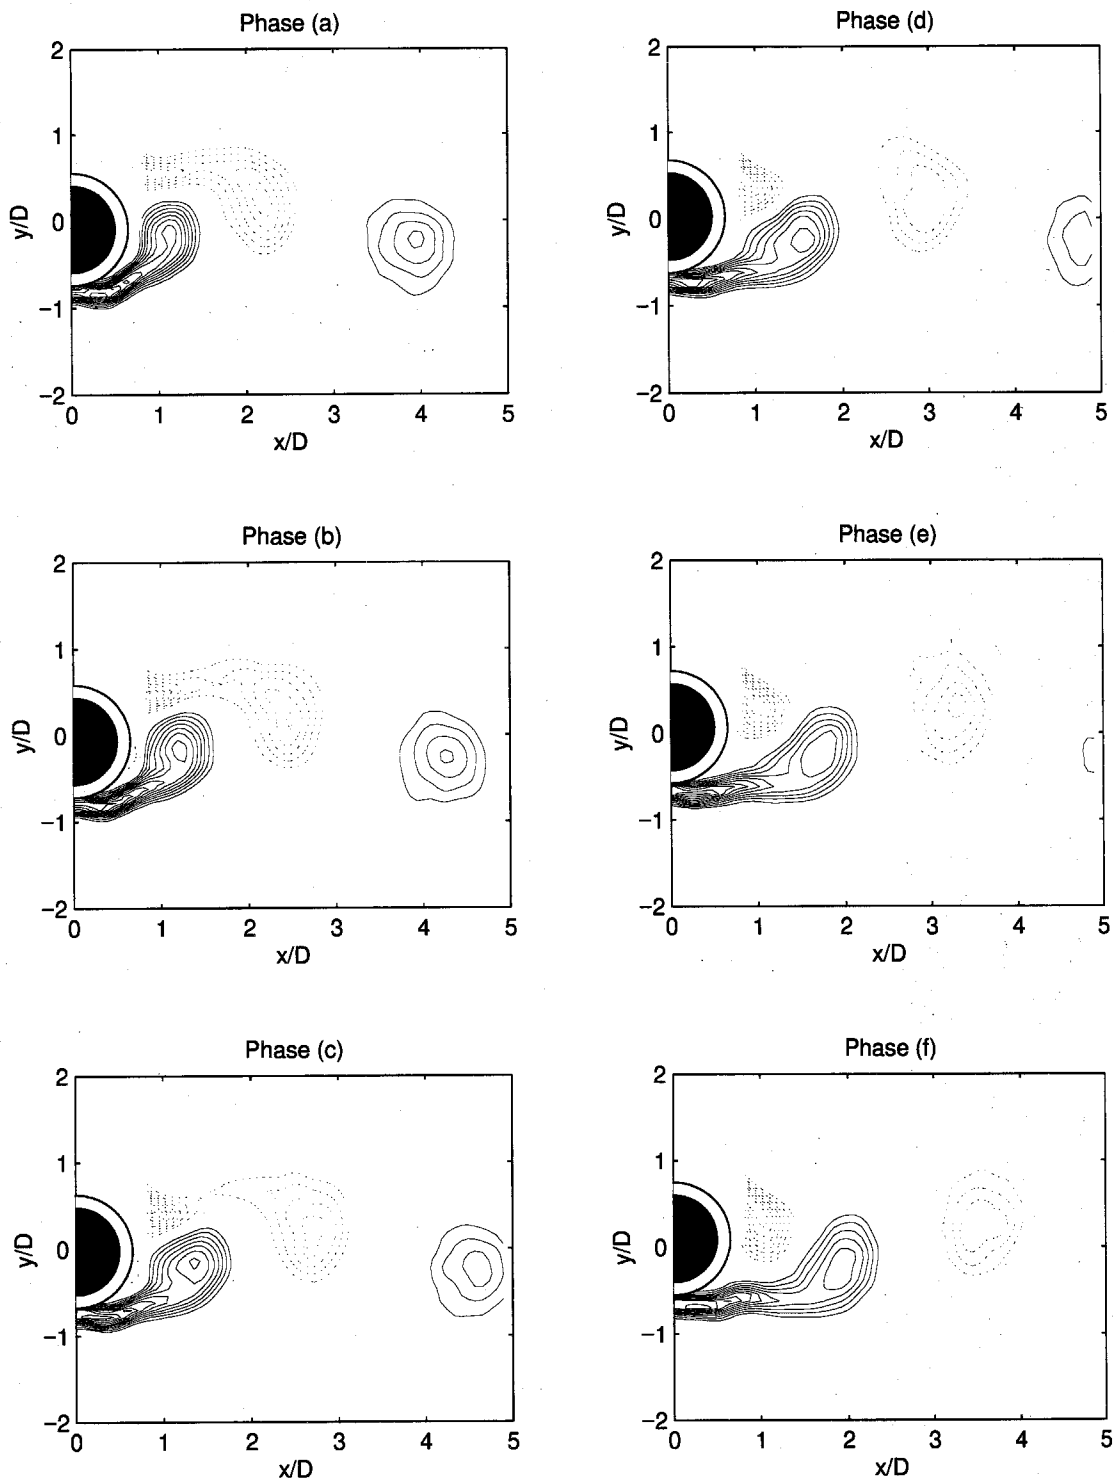 Phase (a)
2
1
y/D
0
−1
−2
0 1 2 3 4 5
x/D
Phase (d)
2
1
y/D
0
−1
−2
0 1 2 3 4 5
x/D
Phase (b)
2
1
y/D
0
−1
−2
0 1 2 3 4 5
x/D
Phase (e)
2
1
y/D
0
−1
−2
0 1 2 3 4 5
x/D
Phase (c)
2
1
y/D
0
−1
−2
0 1 2 3 4 5
x/D
Phase (f)
2
1
y/D
0
−1
−2
0 1 2 3 4 5
x/D